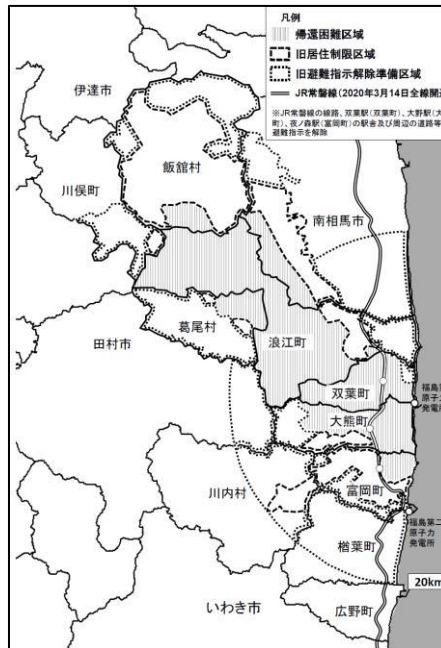 凡例
帰還困難区域
旧居住制限区域
旧避難指示解除準備区域
JR常磐線(2020年3月14日全線開通
※JR常磐線の線路、双葉駅(双葉町)、大野駅(大
町)、夜ノ森駅(富岡町)の駅舎及び周辺の道路等
避難指示を解除
伊達市
飯舘村
川俣町
南相馬市
田村市
葛尾村
浪江町
双葉町
福島第
原子力
発電所
大熊町
川内村
富岡町
福島第二
原子力
発電所
楢葉町
20km
いわき市
広野町